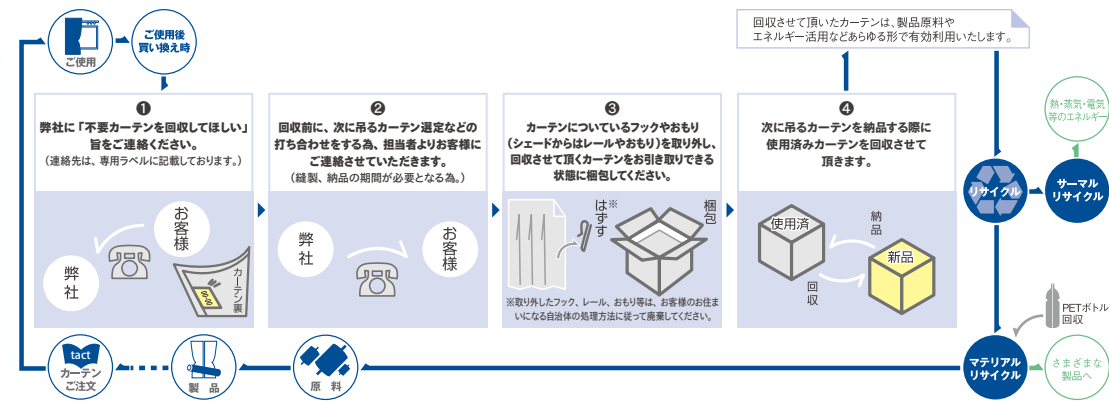 ご使用
ご使用後
買い換え時
回収させて頂いたカーテンは、製品原料や
エネルギー活用などあらゆる形で有効利用いたします。
❶
弊社に「不要カーテンを回収してほしい」
旨をご連絡ください。
（連絡先は、専用ラベルに記載しております。）
お客様
弊社
カーテン裏
❷
回収前に、次に吊るカーテン選定などの
打ち合わせをする為、担当者よりお客様に
ご連絡させていただきます。
（縫製、納品の期間が必要となる為。）
弊社
お客様
❸
カーテンについているフックやおもり
（シェードからはレールやおもり）を取り外し、
回収させて頂くカーテンをお引き取りできる
状態に梱包してください。
※
はずす
梱包
※取り外したフック、レール、おもり等は、お客様のお住ま
いになる自治体の処理方法に従って廃棄してください。
❹
次に吊るカーテンを納品する際に
使用済みカーテンを回収させて
頂きます。
使用済
納品
新品
回収
熱・蒸気・電気
等のエネルギー
リサイクル
サーマル
リサイクル
PETボトル
回収
マテリアル
リサイクル
さまざまな
製品へ
原料
製品
tact
カーテン
ご注文